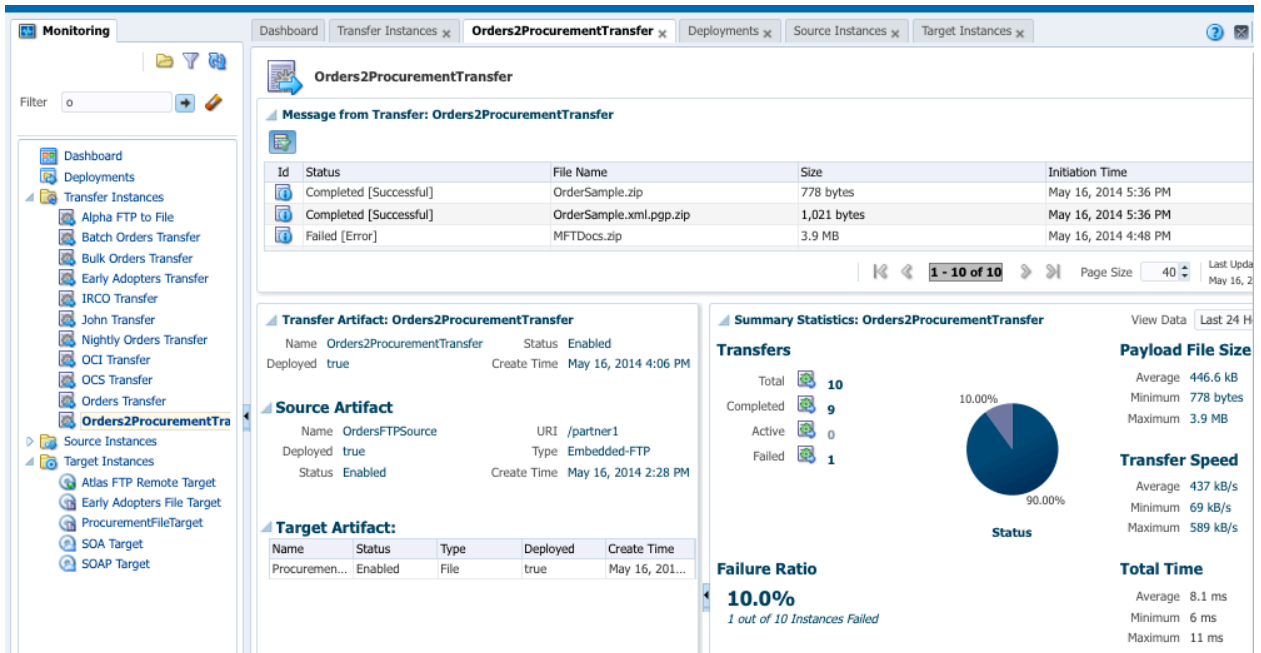 Monitoring
Dashboard Transfer Instances Orders2ProcurementTransfer Deployments Source Instances Target Instances
Filter o
Dashboard
Deployments
Transfer Instances
Alpha FTP to File
Batch Orders Transfer
Bulk Orders Transfer
Early Adopters Transfer
IRCO Transfer
John Transfer
Nightly Orders Transfer
OCI Transfer
OCS Transfer
Orders Transfer
Orders2ProcurementTra
Source Instances
Target Instances
Atlas FTP Remote Target
Early Adopters File Target
ProcurementFileTarget
SOA Target
SOAP Target
Orders2ProcurementTransfer
Message from Transfer: Orders2ProcurementTransfer
Id Status File Name Size Initiation Time
Completed [Successful] OrderSample.zip 778 bytes May 16, 2014 5:36 PM
Completed [Successful] OrderSample.xml.pgp.zip 1,021 bytes May 16, 2014 5:36 PM
Failed [Error] MFTDocs.zip 3.9 MB May 16, 2014 4:48 PM
1 - 10 of 10 Page Size 40 Last Upda
May 16, 2
Transfer Artifact: Orders2ProcurementTransfer
Name Orders2ProcurementTransfer Status Enabled
Deployed true Create Time May 16, 2014 4:06 PM
Source Artifact
Name OrdersFTPSource URI /partner1
Deployed true Type Embedded-FTP
Status Enabled Create Time May 16, 2014 2:28 PM
Target Artifact:
Name Status Type Deployed Create Time
Procuremen... Enabled File true May 16, 201...
Summary Statistics: Orders2ProcurementTransfer View Data Last 24 H
Transfers
Total 10
Completed 9
Active 0
Failed 1
10.00%
90.00%
Status
Failure Ratio
10.0%
1 out of 10 Instances Failed
Payload File Size
Average 446.6 kB
Minimum 778 bytes
Maximum 3.9 MB
Transfer Speed
Average 437 kB/s
Minimum 69 kB/s
Maximum 589 kB/s
Total Time
Average 8.1 ms
Minimum 6 ms
Maximum 11 ms